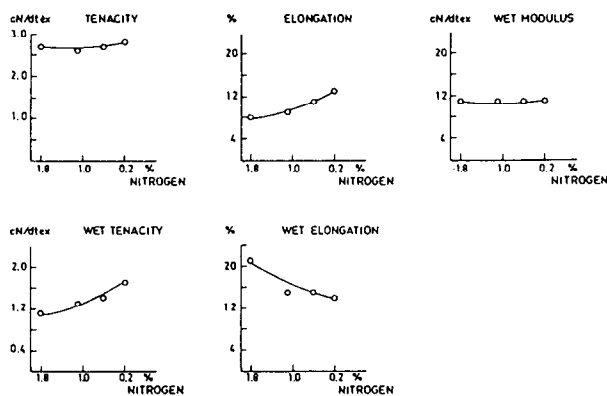 cN/dtex TENACITY
3.0
2.0
1.0
1.8 1.0 0.2 %
NITROGEN
% ELONGATION
20
12
4
1.8 1.0 0.2 %
NITROGEN
cN/dtex WET MODULUS
20
12
4
1.8 1.0 0.2 %
NITROGEN
cN/dtex WET TENACITY
2.0
1.2
0.4
1.8 1.0 0.2 %
NITROGEN
% WET ELONGATION
20
12
4
1.8 1.0 0.2 %
NITROGEN